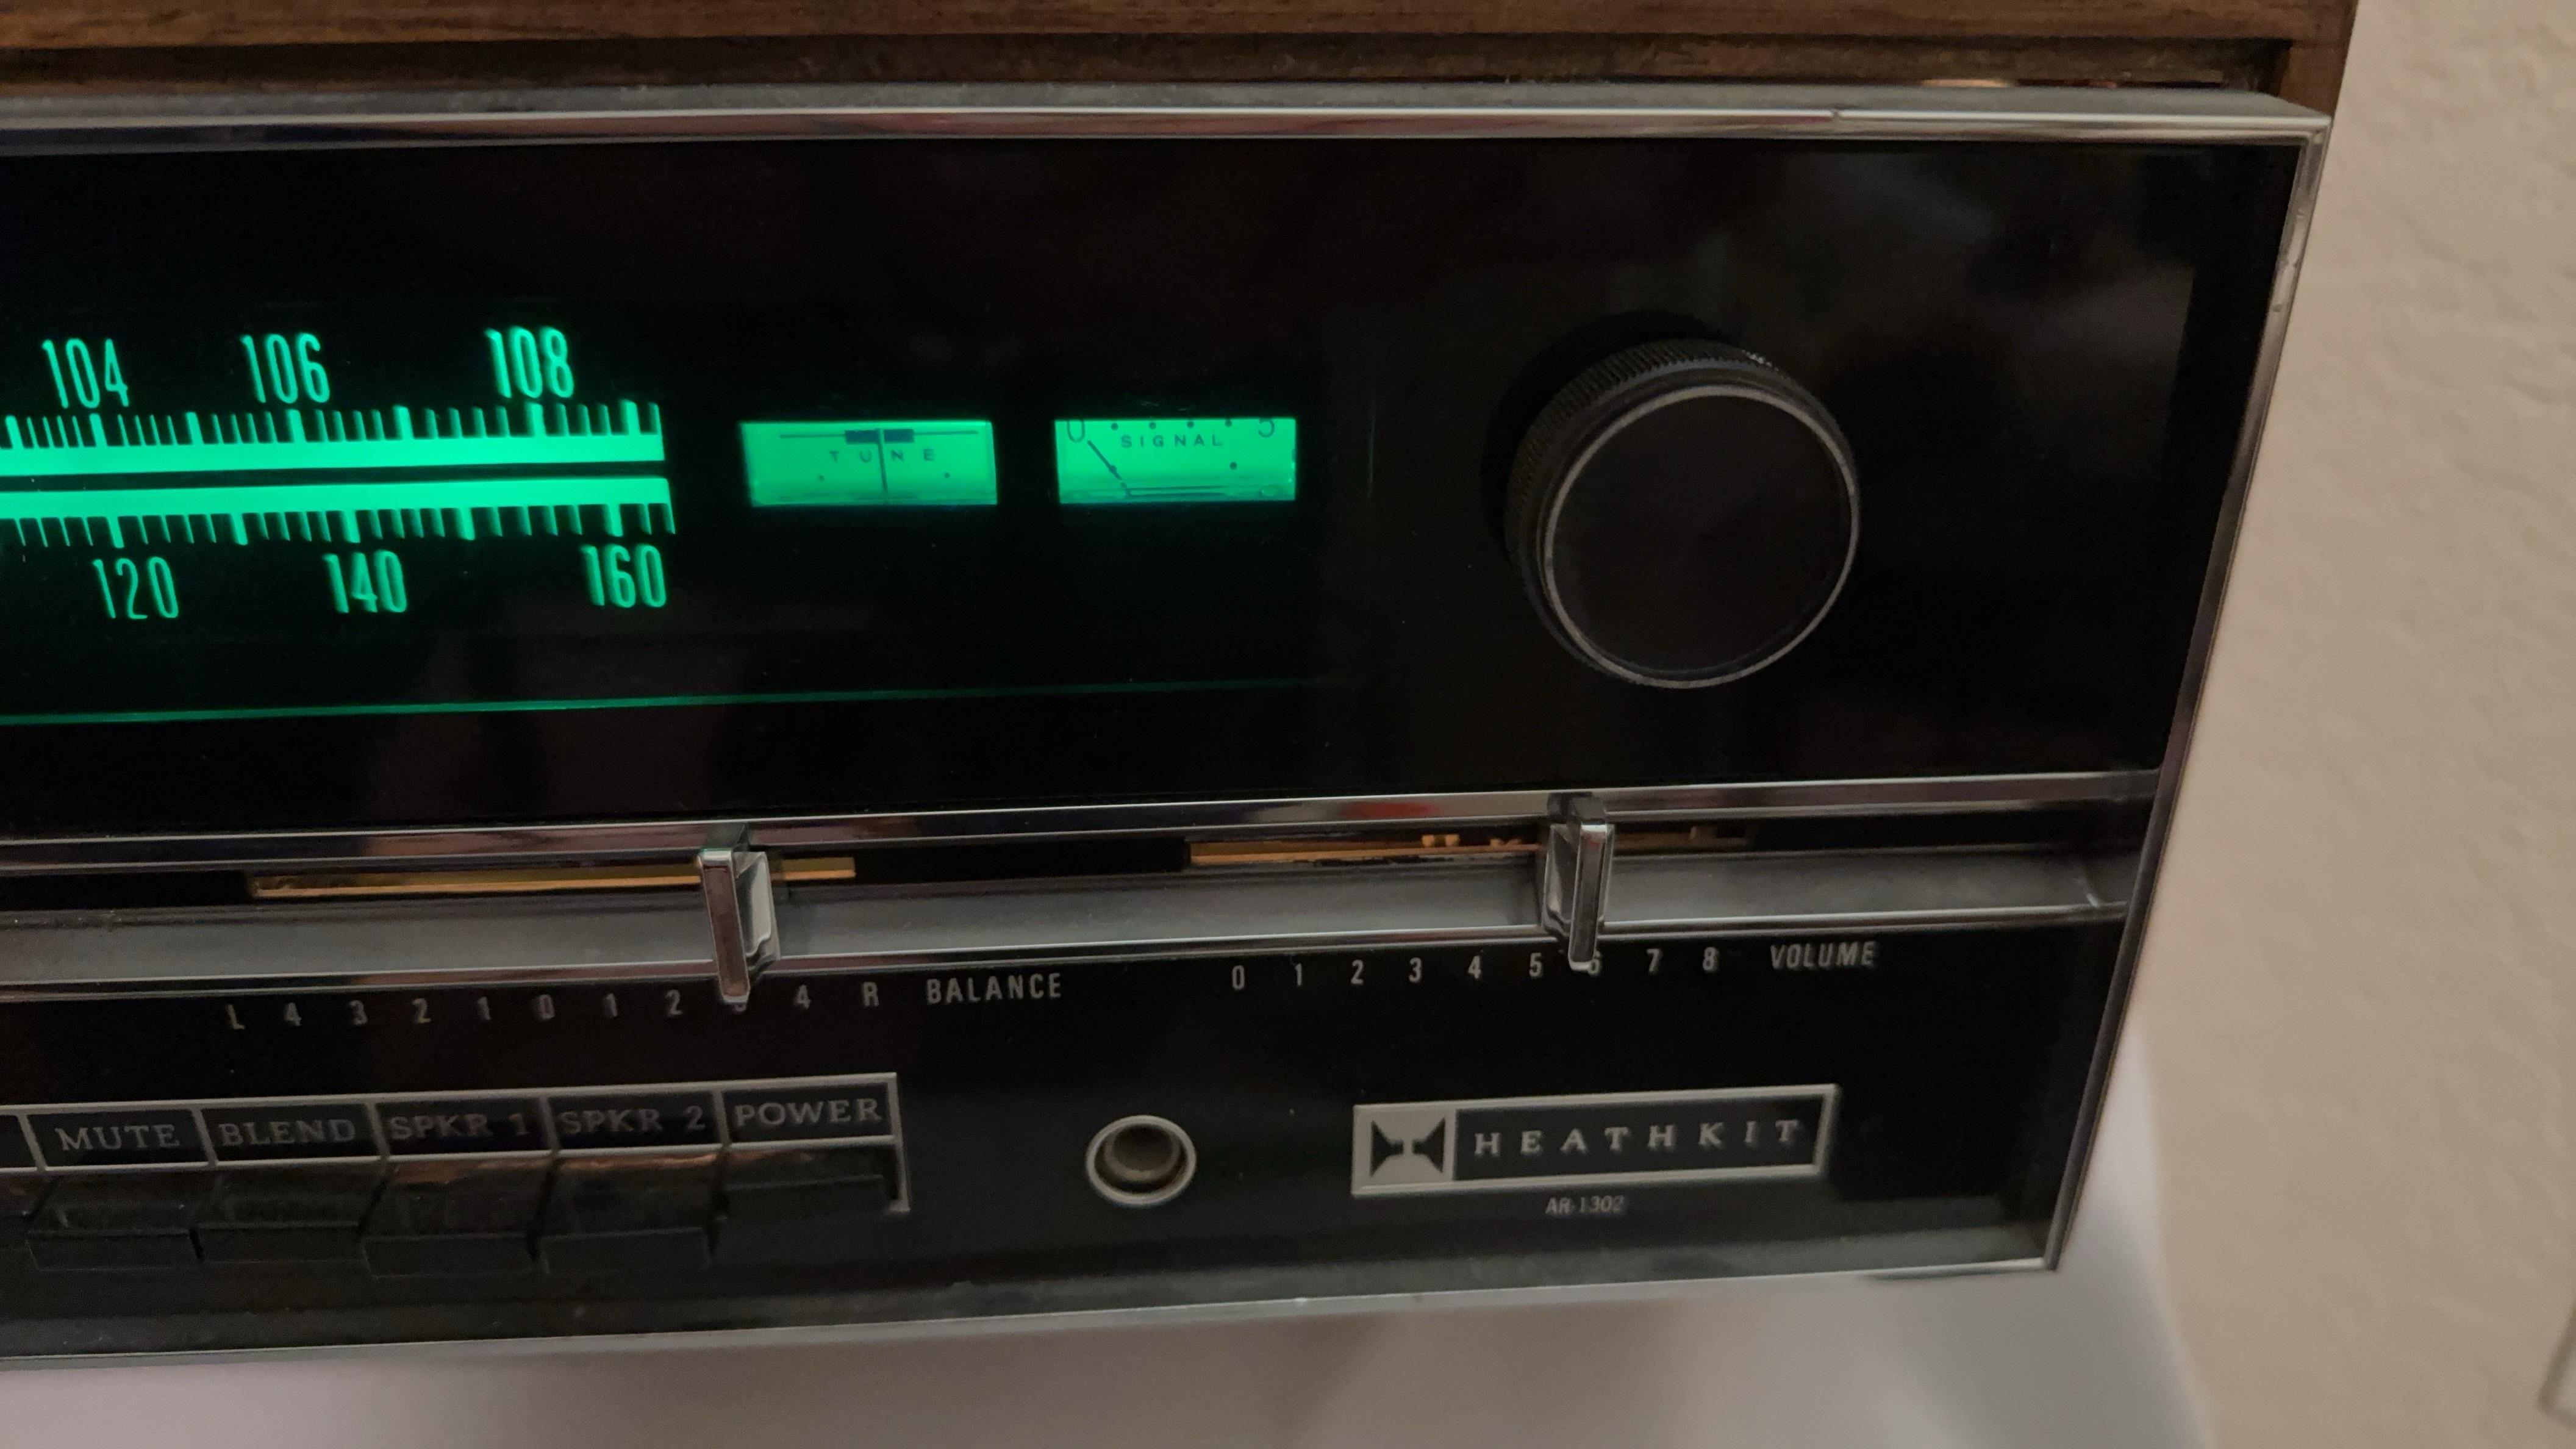 104 106 108
TUNE
0 SIGNAL 5
120 140 160
L 4 3 2 1 0 1 2 3 4 R BALANCE
0 1 2 3 4 5 6 7 8 VOLUME
MUTE BLEND SPKR 1 SPKR 2 POWER
HEATHKIT
AR-1302